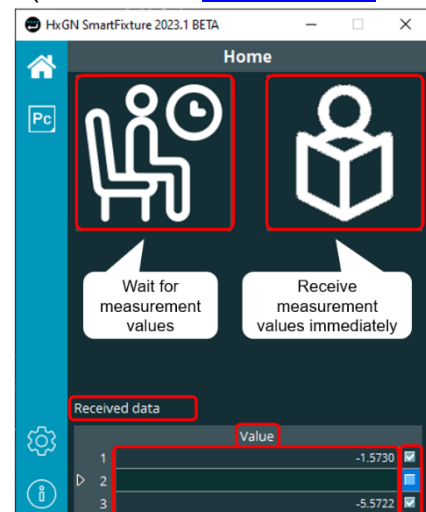 HxGN SmartFixture 2023.1 BETA
Home
Pc
Wait for
measurement
values
Receive
measurement
values immediately
Received data
Value
1 -1.5730
2
3 -5.5722